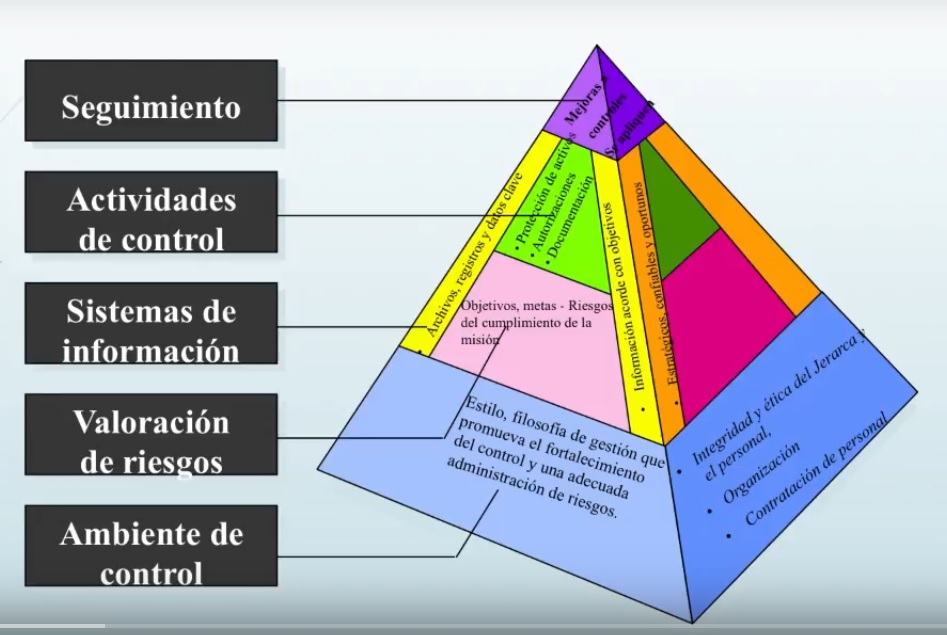 Seguimiento
Actividades
de control
Sistemas de
información
Valoración
de riesgos
Ambiente de
control
Mejoras a
controles
Se apliquen
• Protección de activos
• Autorizaciones
• Documentación
• Archivos, registros y datos clave
• Información acorde con objetivos
• Estratégicos, confiables y oportunos
Objetivos, metas - Riesgos
del cumplimiento de la
misión
Estilo, filosofía de gestión que
promueva el fortalecimiento
del control y una adecuada
administración de riesgos.
• Integridad y ética del Jerarca y
el personal,
• Organización
• Contratación de personal